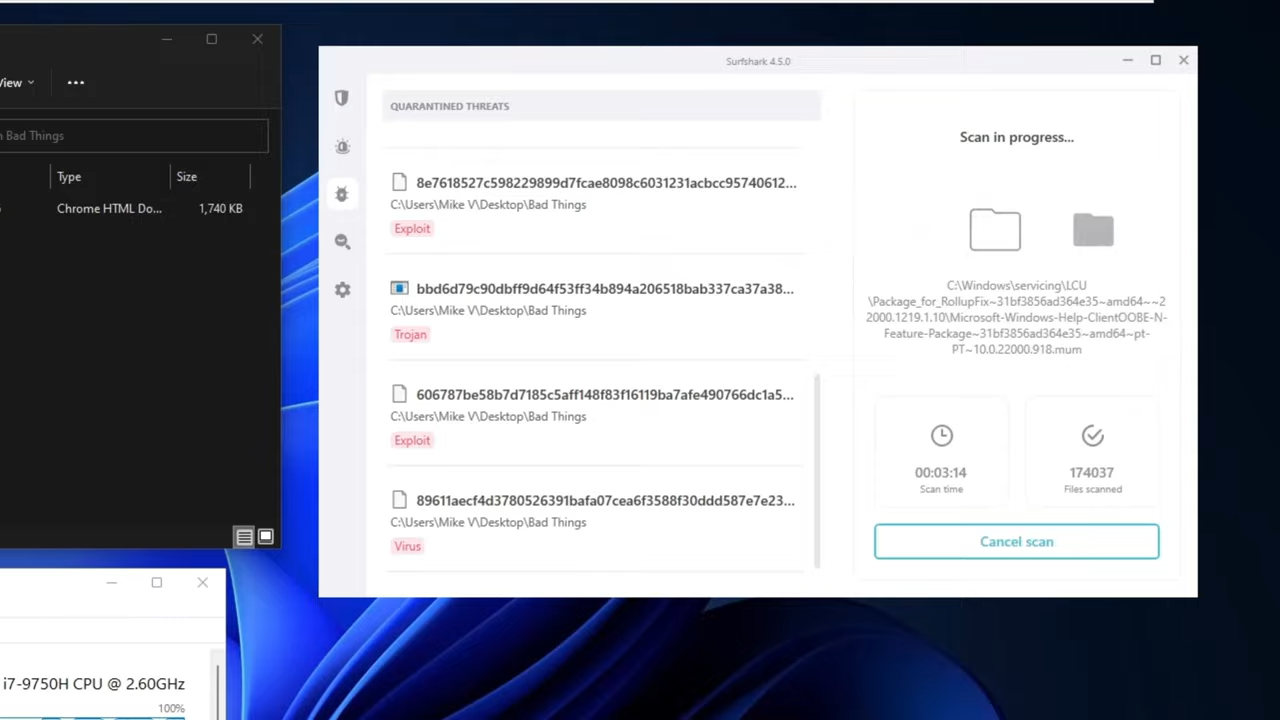 View
•••
Bad Things
Type
Size
Chrome HTML Do...
1,740 KB
i7-9750H CPU @ 2.60GHz
100%
Surfshark 4.5.0
QUARANTINED THREATS
8e7618527c598229899d7fcae8098c6031231acbcc95740612...
C:\Users\Mike V\Desktop\Bad Things
Exploit
bbd6d79c90dbff9d64f53ff34b894a206518bab337ca37a38...
C:\Users\Mike V\Desktop\Bad Things
Trojan
606787be58b7d7185c5aff148f83f16119ba7afe490766dc1a5...
C:\Users\Mike V\Desktop\Bad Things
Exploit
89611aecf4d3780526391bafa07cea6f3588f30ddd587e7e23...
C:\Users\Mike V\Desktop\Bad Things
Virus
Scan in progress...
C:\Windows\servicing\LCU
\Package_for_RollupFix~31bf3856ad364e35~amd64~~2
2000.1219.1.10\Microsoft-Windows-Help-ClientOOBE-N-
Feature-Package~31bf3856ad364e35~amd64~pt-
PT~10.0.22000.918.mum
00:03:14
Scan time
174037
Files scanned
Cancel scan